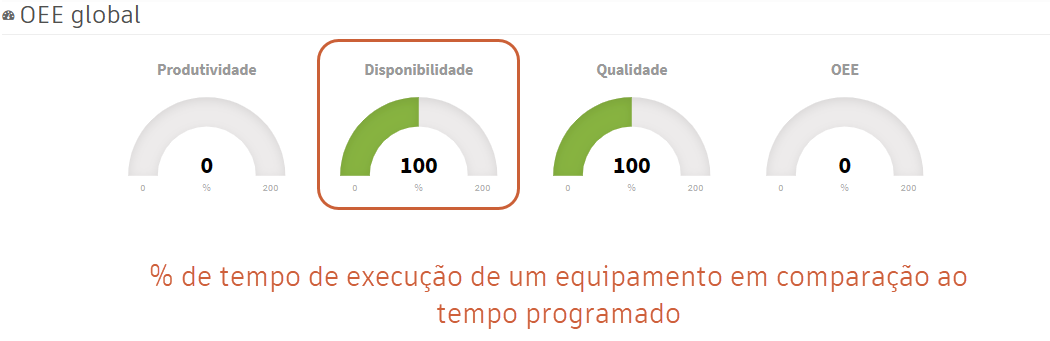 OEE global
Produtividade Disponibilidade Qualidade OEE
0 100 100 0
0 % 200 0 % 200 0 % 200 0 % 200
% de tempo de execução de um equipamento em comparação ao
tempo programado